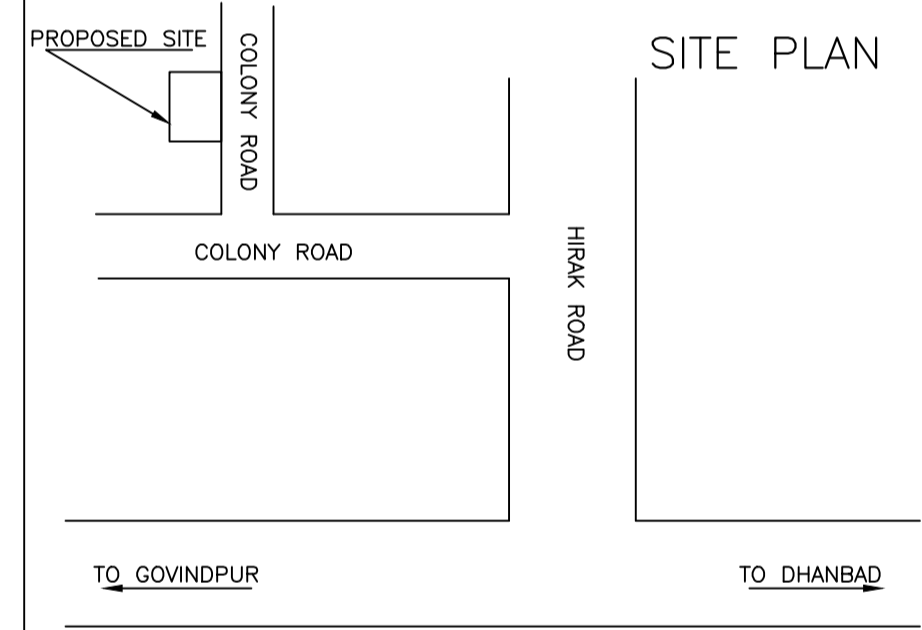 SITE PLAN
PROPOSED SITE
COLONY ROAD
COLONY ROAD
HIRAK ROAD
TO GOVINDPUR
TO DHANBAD